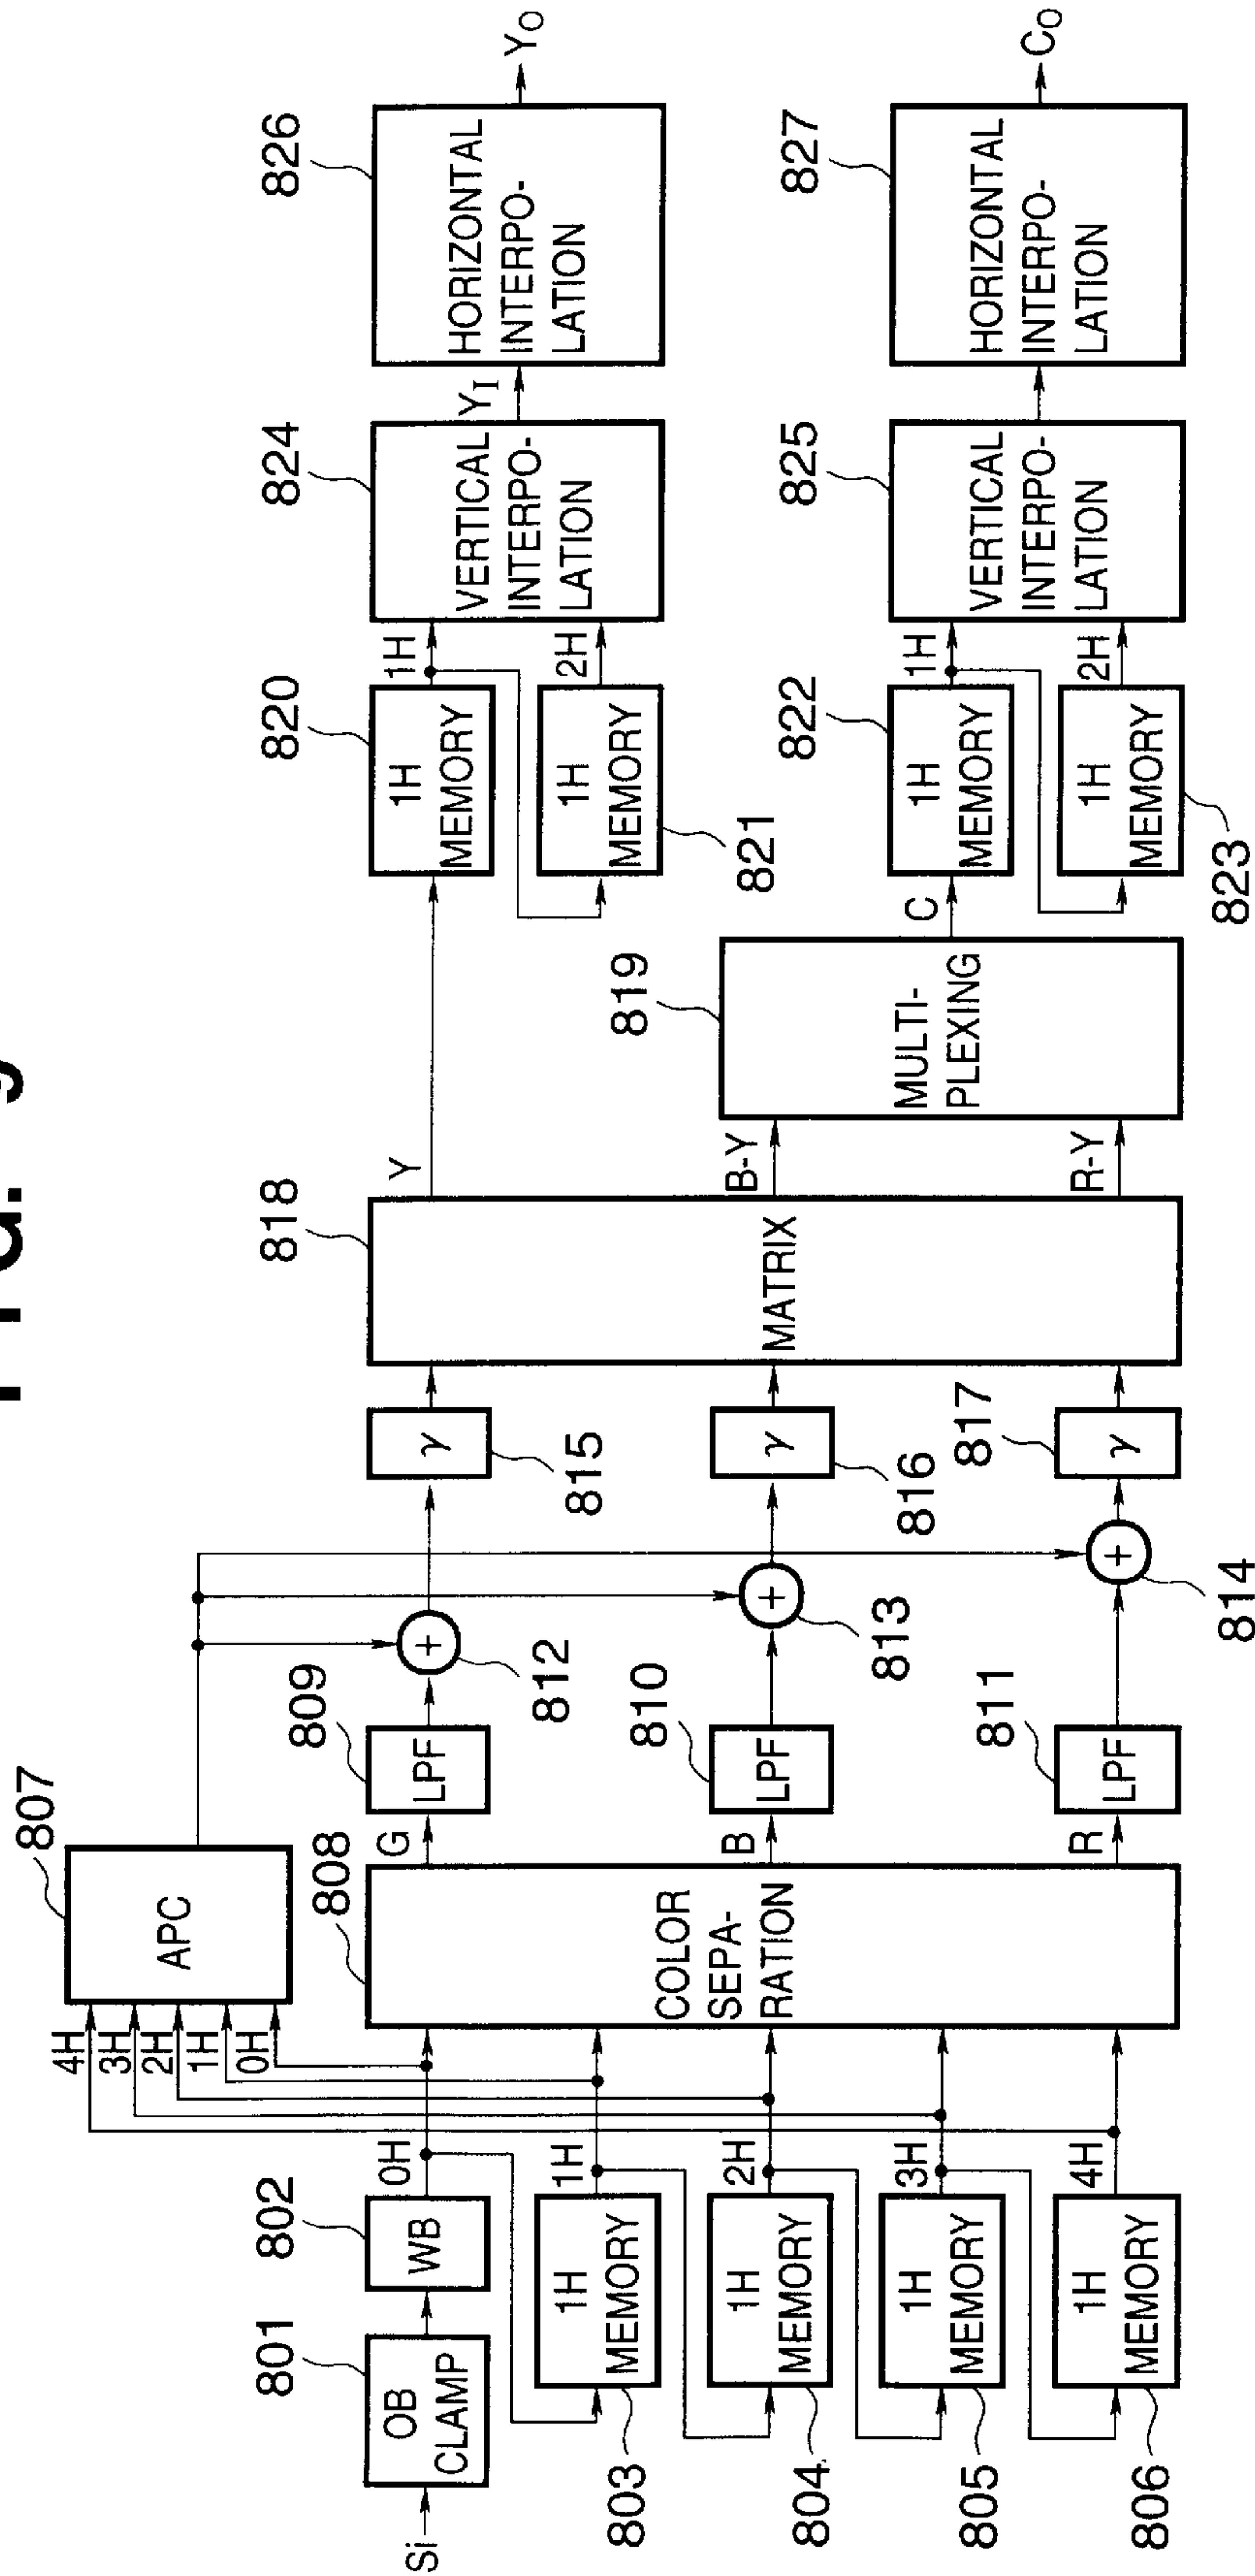 Si
OB
CLAMP
801
WB
802
0H
1H
MEMORY
803
1H
1H
MEMORY
804
2H
1H
MEMORY
805
3H
1H
MEMORY
806
4H
4H
3H
2H
1H
0H
APC
807
COLOR
SEPA-
RATION
808
G
B
R
LPF
809
LPF
810
LPF
811
+
812
+
813
+
814
γ
815
γ
816
γ
817
MATRIX
818
Y
B-Y
R-Y
MULTI-
PLEXING
819
C
1H
MEMORY
820
1H
1H
MEMORY
821
2H
1H
MEMORY
822
1H
1H
MEMORY
823
2H
VERTICAL
INTERPO-
LATION
824
YI
VERTICAL
INTERPO-
LATION
825
HORIZONTAL
INTERPO-
LATION
826
YO
HORIZONTAL
INTERPO-
LATION
827
CO